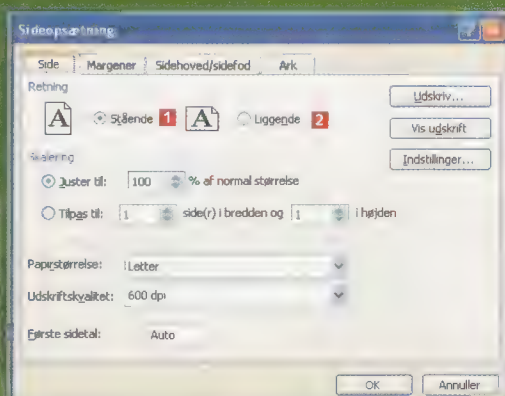 Sideopsætning
Side Margener Sidehoved/sidefod Ark
Retning
A Stående 1 A Liggende 2
Udskriv...
Vis udskrift
Skalering
Indstillinger...
Juster til: 100 % af normal størrelse
Tilpas til: 1 side(r) i bredden og 1 i højden
Papirstørrelse: Letter
Udskriftskvalitet: 600 dpi
Første sidetal: Auto
OK Annuller